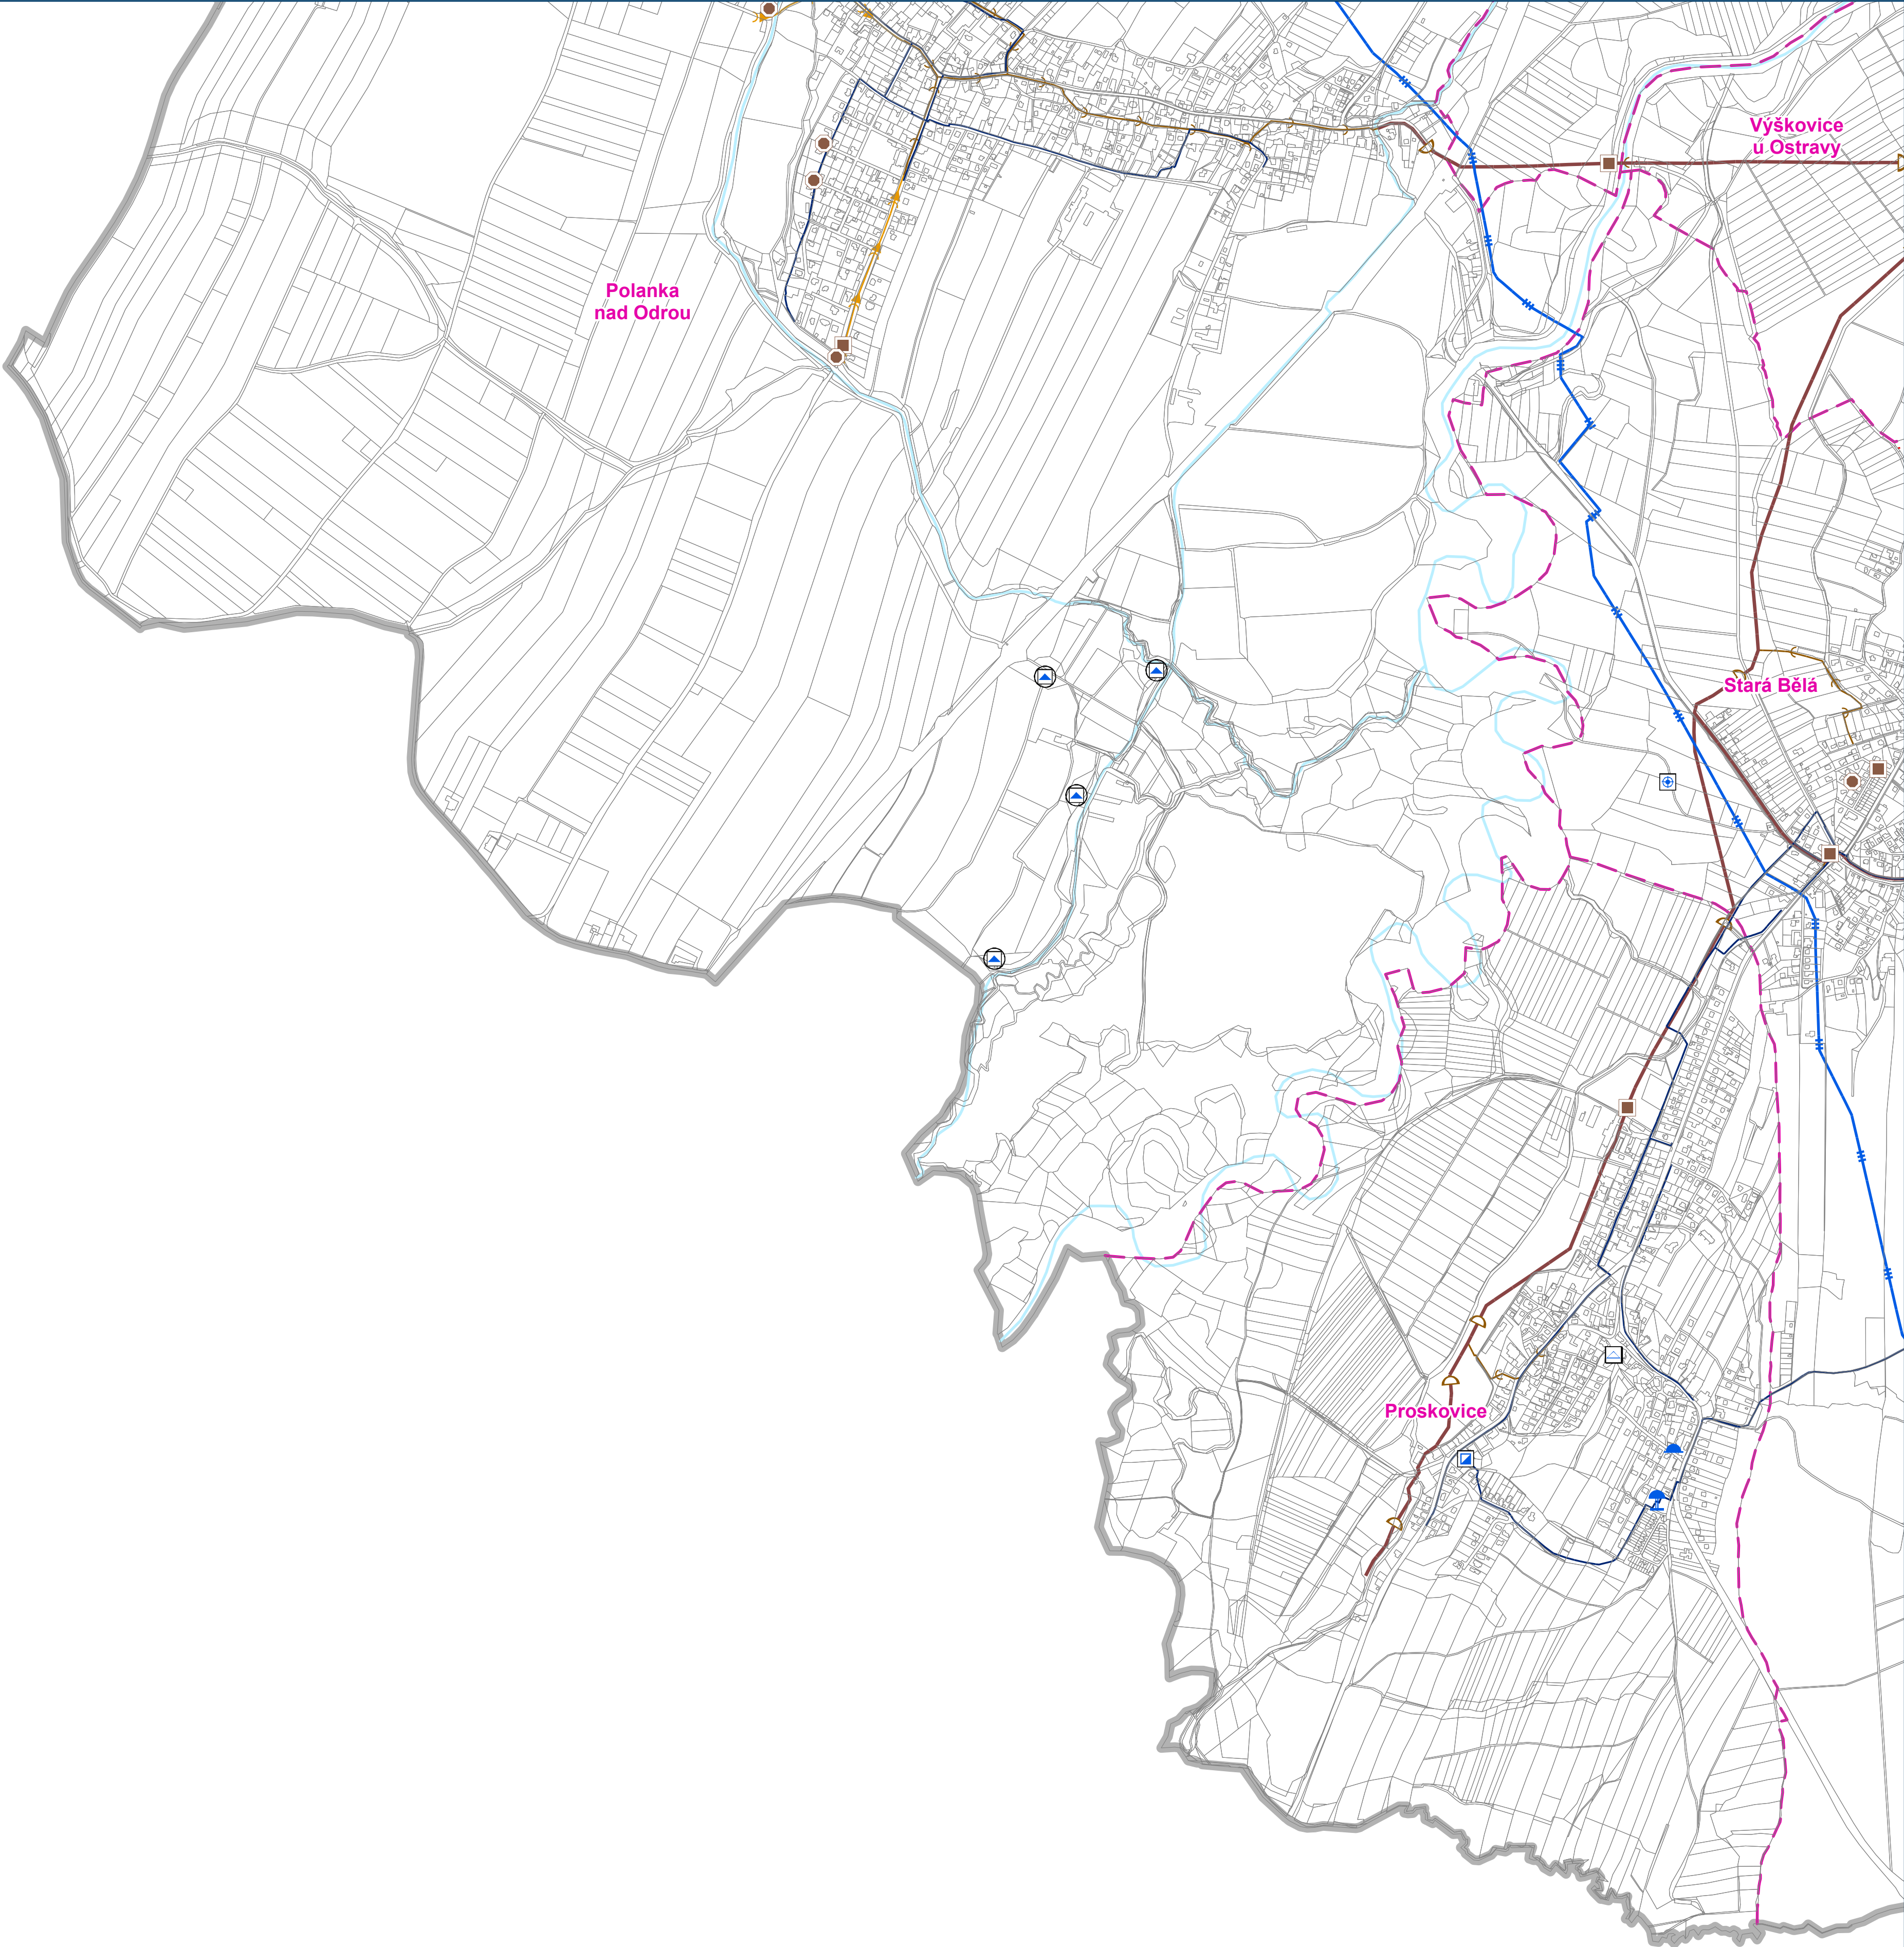 Výškovice
u Ostravy
Polanka
nad Odrou
Stará Bělá
Proskovice